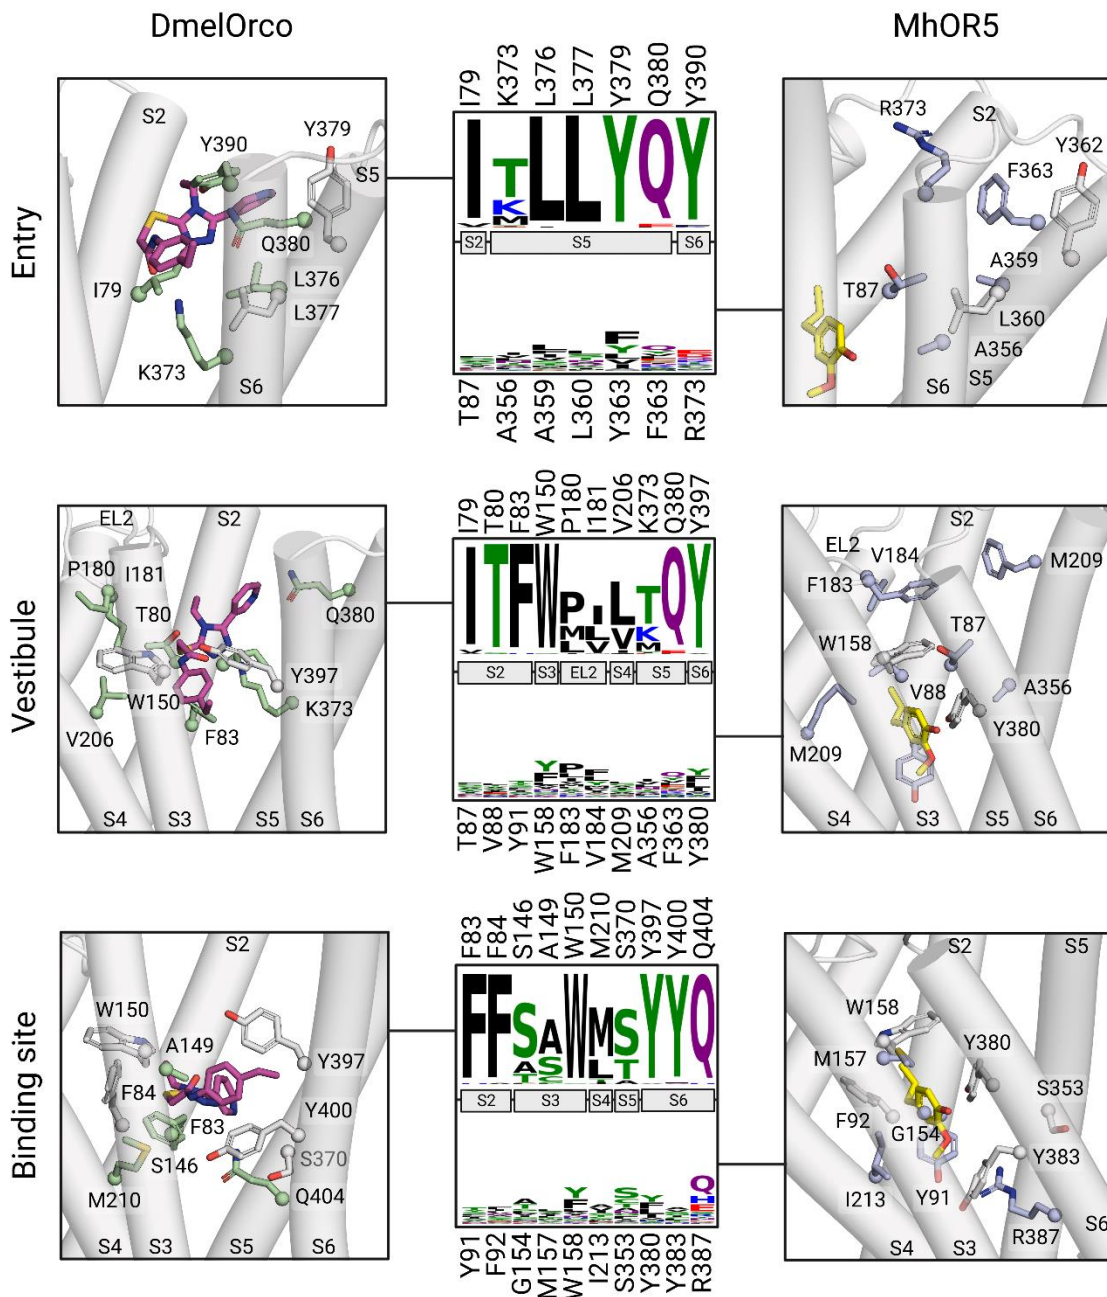 DmelOrco
MhOR5
Entry
S2
Y390
Y379
S5
Q380
I79
L376
L377
K373
S6
I79
K373
L376
L377
Y379
Q380
Y390
I T K M L L Y Q Y
S2
S5
S6
T87
A356
A359
L360
Y363
F363
R373
R373
S2
Y362
F363
A359
T87
L360
A356
S6
S5
Vestibule
EL2
S2
P180
I181
T80
Q380
Y397
W150
K373
V206
F83
S4
S3
S5
S6
I79
T80
F83
W150
P180
I181
V206
K373
Q380
Y397
I T F W P M L I L V L V I T K M Q Y
S2
S3
EL2
S4
S5
S6
T87
V88
Y91
W158
F183
V184
M209
A356
F363
Y380
S2
EL2
V184
M209
F183
T87
W158
V88
A356
Y380
M209
S4
S3
S5
S6
Binding site
S2
W150
A149
Y397
F84
Y400
F83
S146
S370
M210
Q404
S4
S3
S5
S6
F83
F84
S146
A149
W150
M210
S370
Y397
Y400
Q404
F F S A T A S W M L S T Y Y Q
S2
S3
S4
S5
S6
Y91
F92
G154
M157
W158
I213
S353
Y380
Y383
R387
S2
S5
W158
Y380
M157
S353
F92
G154
Y383
I213
Y91
R387
S6
S4
S3